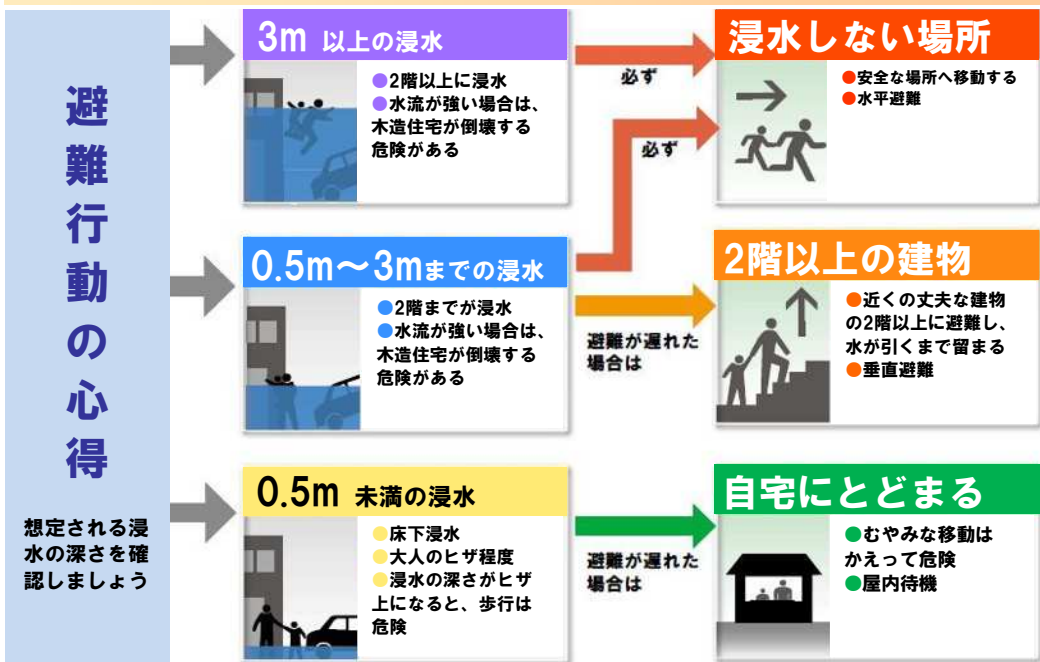 避難行動の心得
想定される浸
水の深さを確
認しましょう
3m 以上の浸水
●2階以上に浸水
●水流が強い場合は、
木造住宅が倒壊する
危険がある
必ず
浸水しない場所
●安全な場所へ移動する
●水平避難
0.5m～3mまでの浸水
●2階までが浸水
●水流が強い場合は、
木造住宅が倒壊する
危険がある
必ず
避難が遅れた
場合は
2階以上の建物
●近くの丈夫な建物
の2階以上に避難し、
水が引くまで留まる
●垂直避難
0.5m 未満の浸水
●床下浸水
●大人のヒザ程度
●浸水の深さがヒザ
上になると、歩行は
危険
避難が遅れた
場合は
自宅にとどまる
●むやみな移動は
かえって危険
●屋内待機